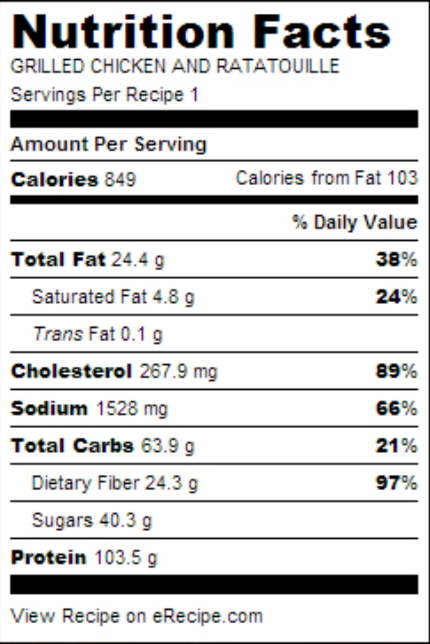 Nutrition Facts
GRILLED CHICKEN AND RATATOUILLE
Servings Per Recipe 1
Amount Per Serving
Calories 849 Calories from Fat 103
% Daily Value
Total Fat 24.4 g 38%
Saturated Fat 4.8 g 24%
Trans Fat 0.1 g
Cholesterol 267.9 mg 89%
Sodium 1528 mg 66%
Total Carbs 63.9 g 21%
Dietary Fiber 24.3 g 97%
Sugars 40.3 g
Protein 103.5 g
View Recipe on eRecipe.com